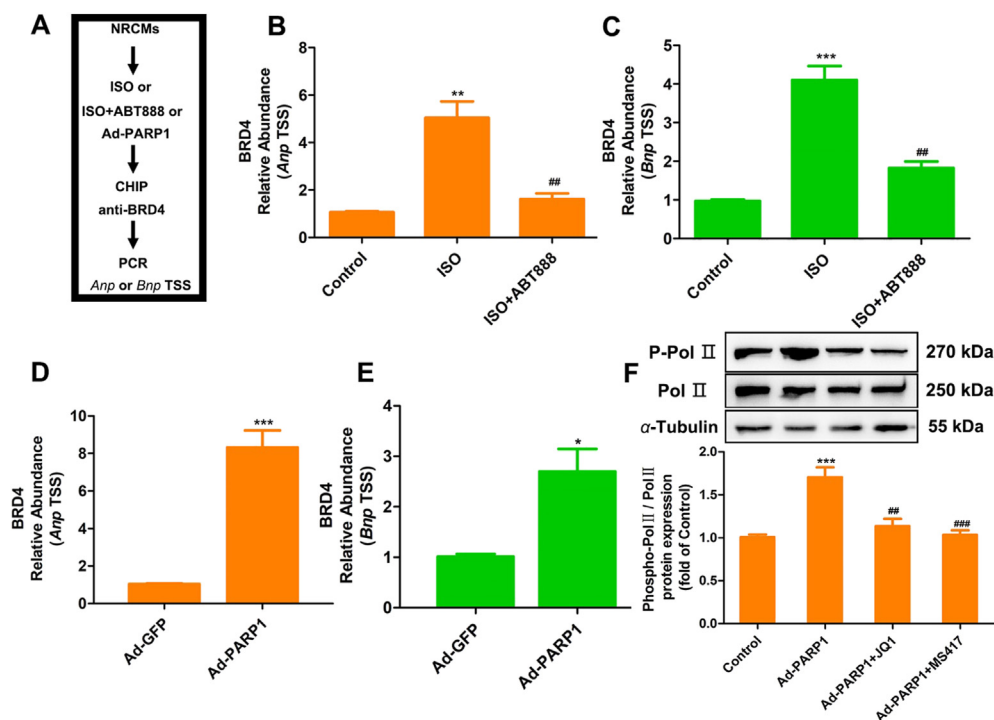 A
NRCMs
ISO or
ISO+ABT888 or
Ad-PARP1
CHIP
anti-BRD4
PCR
Anp or Bnp TSS
B
BRD4
Relative Abundance
(Anp TSS)
8
6
4
2
0
**
##
Control
ISO
ISO+ABT888
C
BRD4
Relative Abundance
(Bnp TSS)
5
4
3
2
1
0
***
##
Control
ISO
ISO+ABT888
D
BRD4
Relative Abundance
(Anp TSS)
10
8
6
4
2
0
***
Ad-GFP
Ad-PARP1
E
BRD4
Relative Abundance
(Bnp TSS)
4
3
2
1
0
*
Ad-GFP
Ad-PARP1
F
P-Pol Ⅱ
270 kDa
Pol Ⅱ
250 kDa
α-Tubulin
55 kDa
Phospho-PolⅡ / PolⅡ
protein expression
(fold of Control)
2.0
1.5
1.0
0.5
0.0
***
##
###
Control
Ad-PARP1
Ad-PARP1+JQ1
Ad-PARP1+MS417